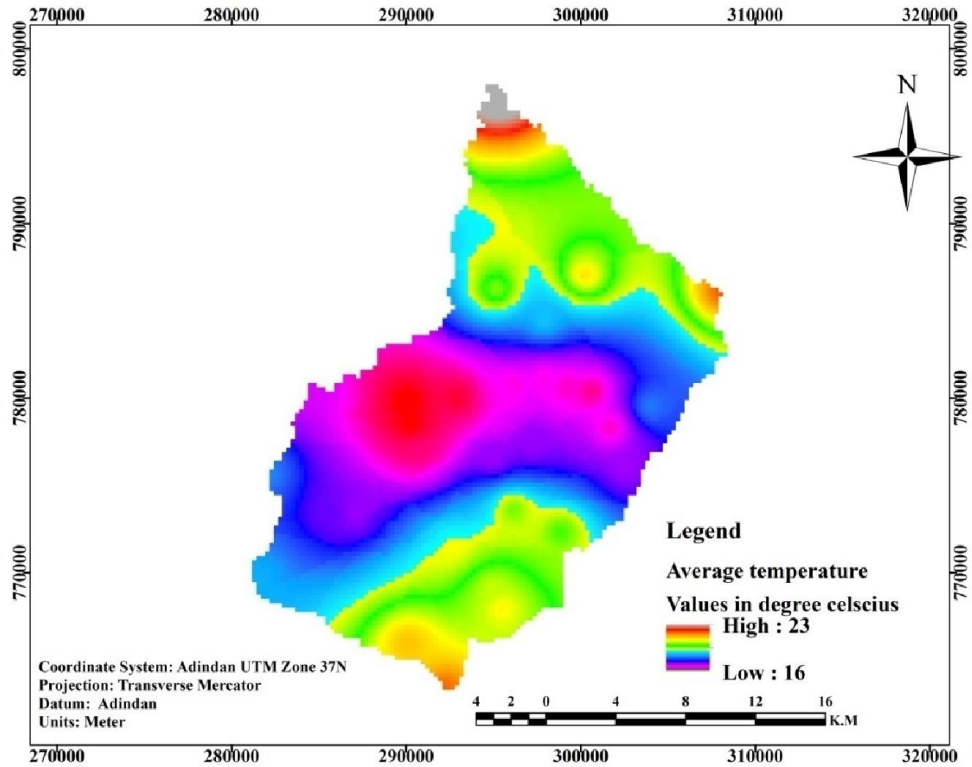 270000 280000 290000 300000 310000 320000
800000 800000
N
790000 790000
780000 780000
Legend
Average temperature
770000 770000
Values in degree celscius
High : 23
Low : 16
Coordinate System: Adindan UTM Zone 37N
Projection: Transverse Mercator
Datum: Adindan
Units: Meter
4 2 0 4 8 12 16
K.M
270000 280000 290000 300000 310000 320000